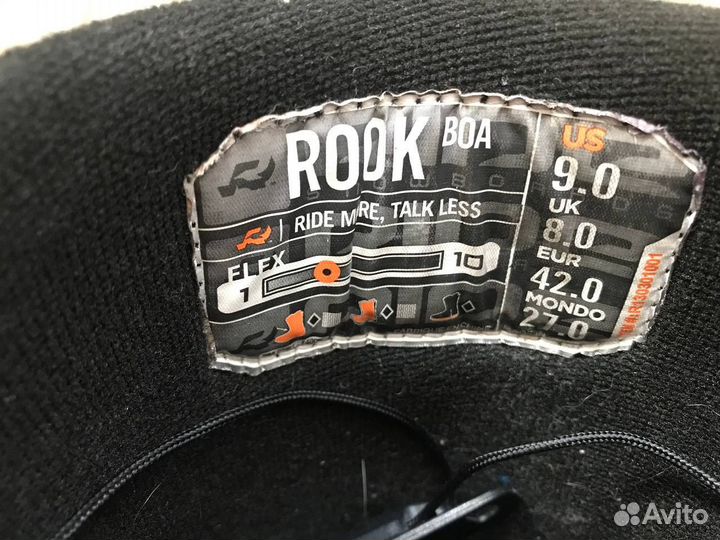 ROOK BOA
RIDE MORE, TALK LESS
FLEX
1 10
US
9.0
UK
8.0
EUR
42.0
MONDO
27.0
Avito